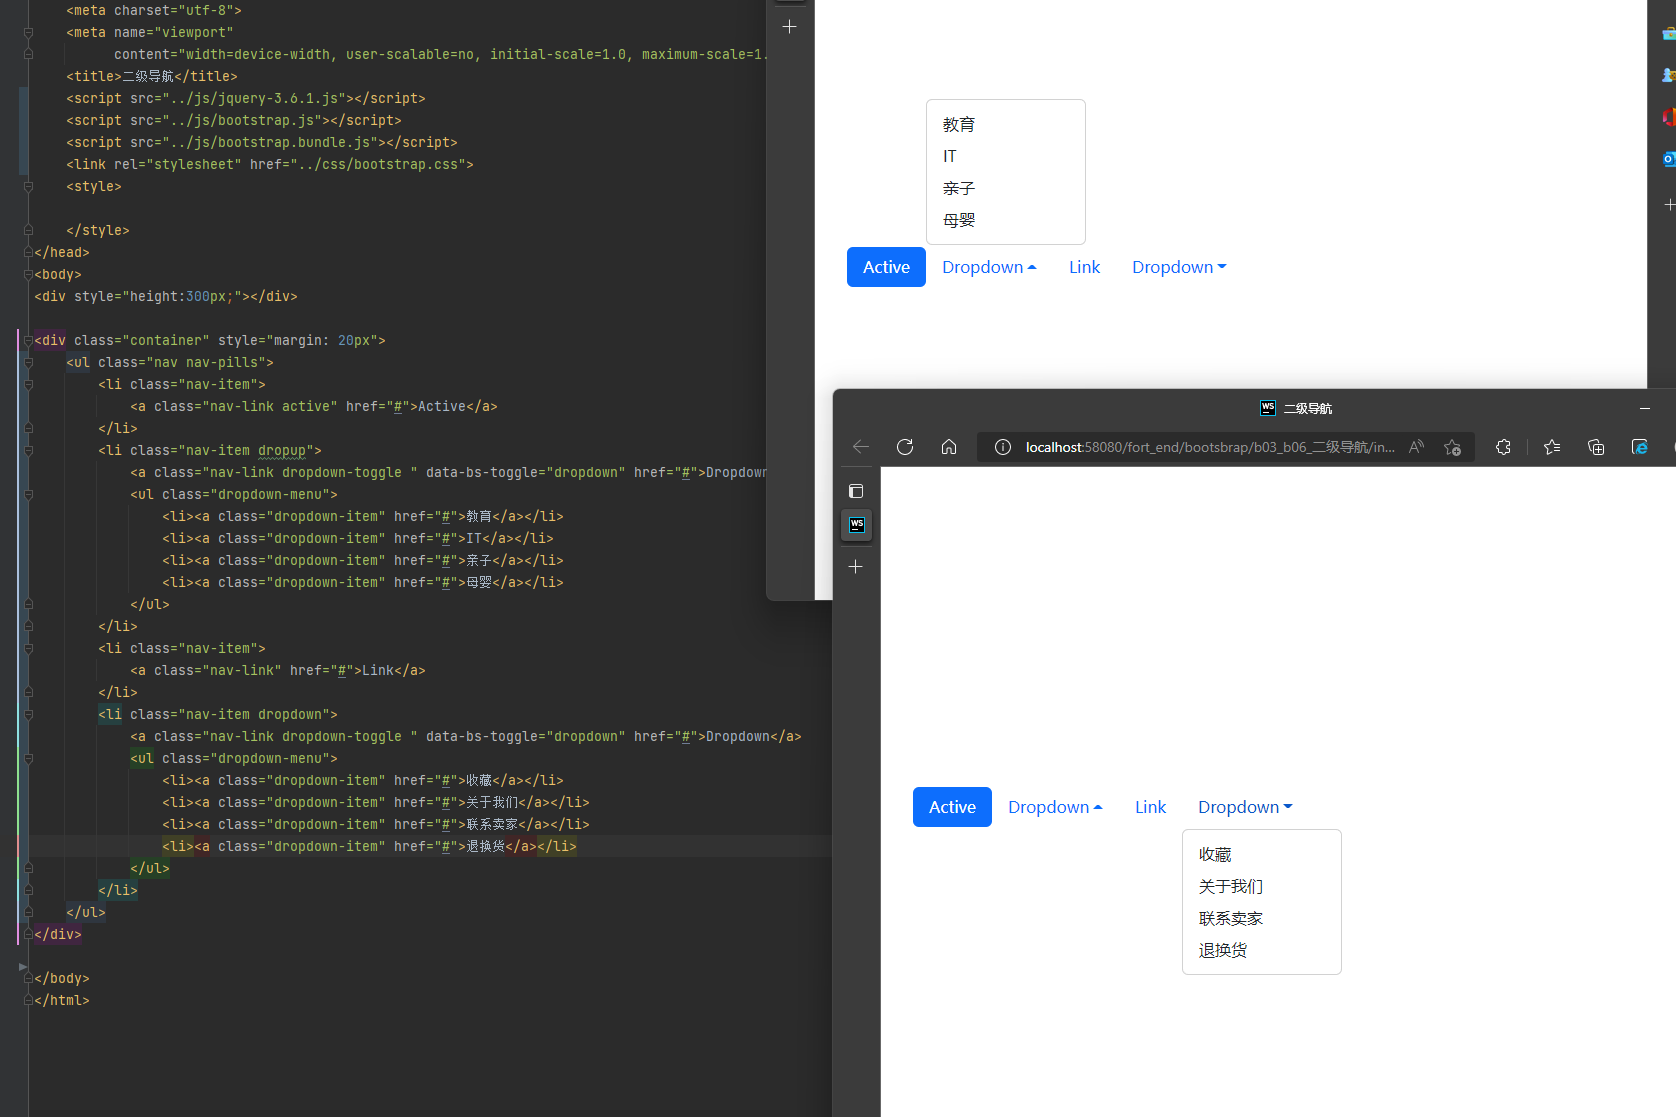 <meta charset="utf-8">
<meta name="viewport"
content="width=device-width, user-scalable=no, initial-scale=1.0, maximum-scale=1.
<title>二级导航</title>
<script src="../js/jquery-3.6.1.js"></script>
<script src="../js/bootstrap.js"></script>
<script src="../js/bootstrap.bundle.js"></script>
<link rel="stylesheet" href="../css/bootstrap.css">
<style>
</style>
</head>
<body>
<div style="height:300px;"></div>
<div class="container" style="margin: 20px">
<ul class="nav nav-pills">
<li class="nav-item">
<a class="nav-link active" href="#">Active</a>
</li>
<li class="nav-item dropup">
<a class="nav-link dropdown-toggle " data-bs-toggle="dropdown" href="#">Dropdown
<ul class="dropdown-menu">
<li><a class="dropdown-item" href="#">教育</a></li>
<li><a class="dropdown-item" href="#">IT</a></li>
<li><a class="dropdown-item" href="#">亲子</a></li>
<li><a class="dropdown-item" href="#">母婴</a></li>
</ul>
</li>
<li class="nav-item">
<a class="nav-link" href="#">Link</a>
</li>
<li class="nav-item dropdown">
<a class="nav-link dropdown-toggle " data-bs-toggle="dropdown" href="#">Dropdown</a>
<ul class="dropdown-menu">
<li><a class="dropdown-item" href="#">收藏</a></li>
<li><a class="dropdown-item" href="#">关于我们</a></li>
<li><a class="dropdown-item" href="#">联系卖家</a></li>
<li><a class="dropdown-item" href="#">退换货</a></li>
</ul>
</li>
</ul>
</div>
</body>
</html>
教育
IT
亲子
母婴
Active Dropdown Link Dropdown
WS 二级导航
localhost:58080/fort_end/bootsbrap/b03_b06_二级导航/in...
WS
Active Dropdown Link Dropdown
收藏
关于我们
联系卖家
退换货